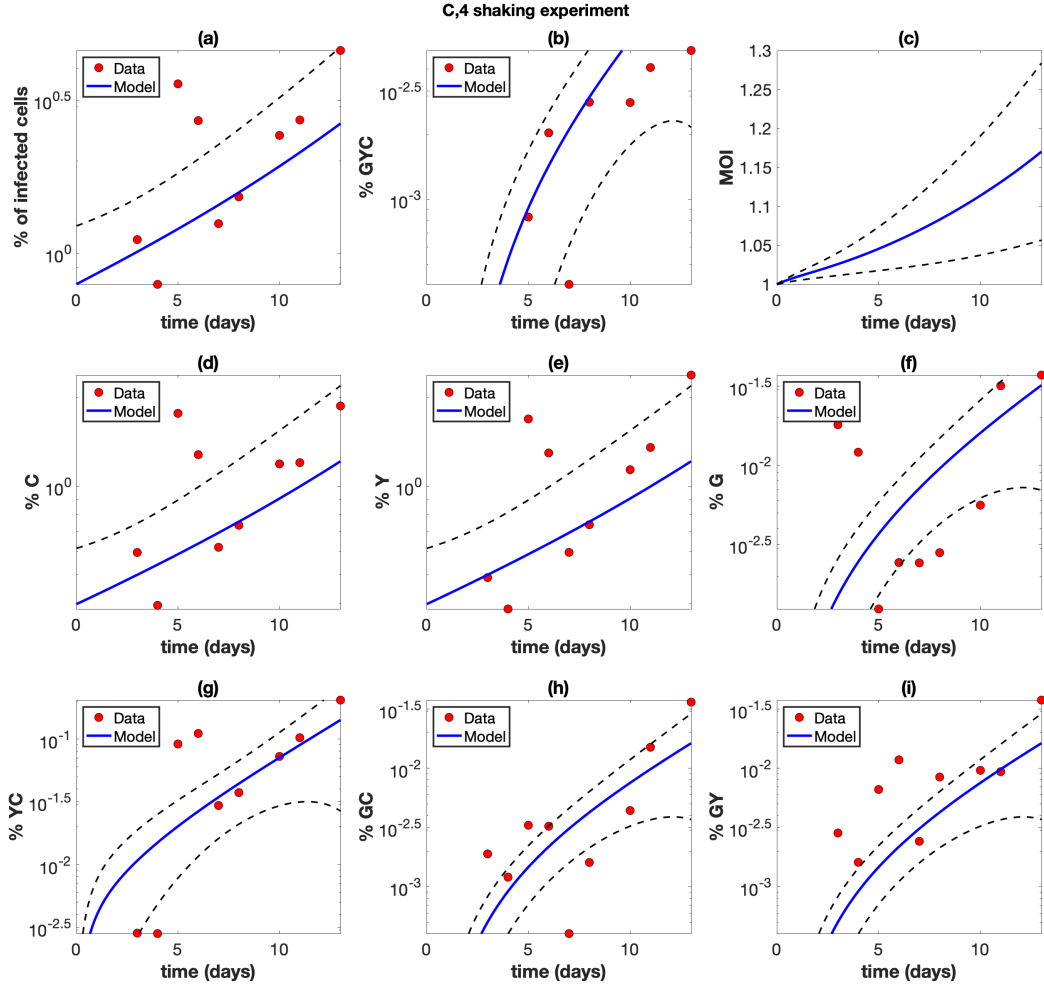 C,4 shaking experiment
(a)
Data
Model
10^0.5
10^0
% of infected cells
0 5 10
time (days)
(b)
Data
Model
10^-2.5
10^-3
% GYC
0 5 10
time (days)
(c)
1.3
1.25
1.2
1.15
1.1
1.05
1
MOI
0 5 10
time (days)
(d)
Data
Model
10^0
% C
0 5 10
time (days)
(e)
Data
Model
10^0
% Y
0 5 10
time (days)
(f)
Data
Model
10^-1.5
10^-2
10^-2.5
% G
0 5 10
time (days)
(g)
Data
Model
10^-1
10^-1.5
10^-2
10^-2.5
% YC
0 5 10
time (days)
(h)
Data
Model
10^-1.5
10^-2
10^-2.5
10^-3
% GC
0 5 10
time (days)
(i)
Data
Model
10^-1.5
10^-2
10^-2.5
10^-3
% GY
0 5 10
time (days)